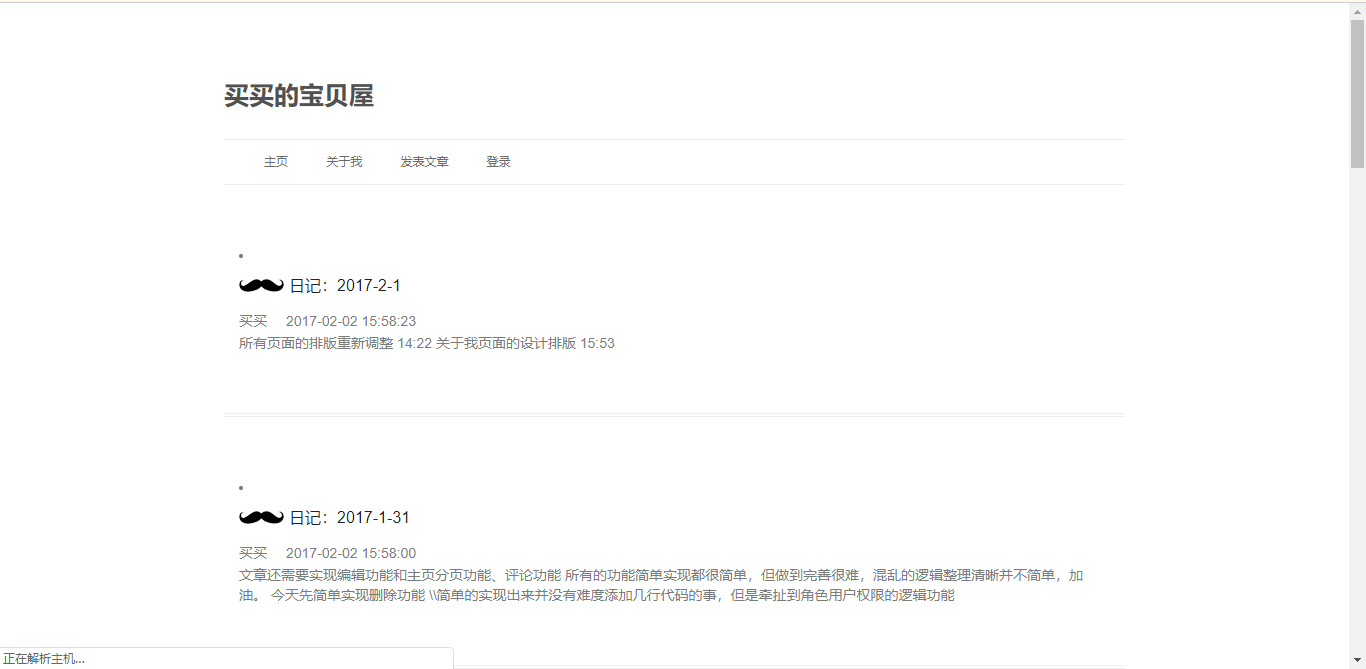 买买的宝贝屋
主页 关于我 发表文章 登录
日记：2017-2-1
买买 2017-02-02 15:58:23
所有页面的排版重新调整 14:22 关于我页面的设计排版 15:53
日记：2017-1-31
买买 2017-02-02 15:58:00
文章还需要实现编辑功能和主页分页功能、评论功能 所有的功能简单实现都很简单，但做到完善很难，混乱的逻辑整理清晰并不简单，加
油。 今天先简单实现删除功能 \\简单的实现出来并没有难度添加几行代码的事，但是牵扯到角色用户权限的逻辑功能
正在解析主机...